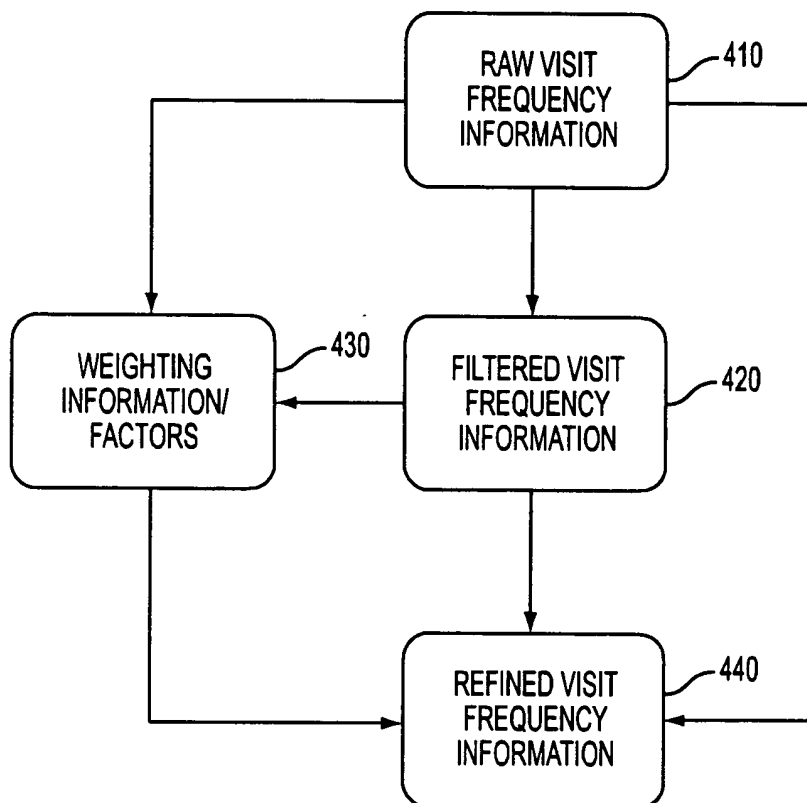 RAW VISIT
FREQUENCY
INFORMATION
410
WEIGHTING
INFORMATION/
FACTORS
430
FILTERED VISIT
FREQUENCY
INFORMATION
420
REFINED VISIT
FREQUENCY
INFORMATION
440